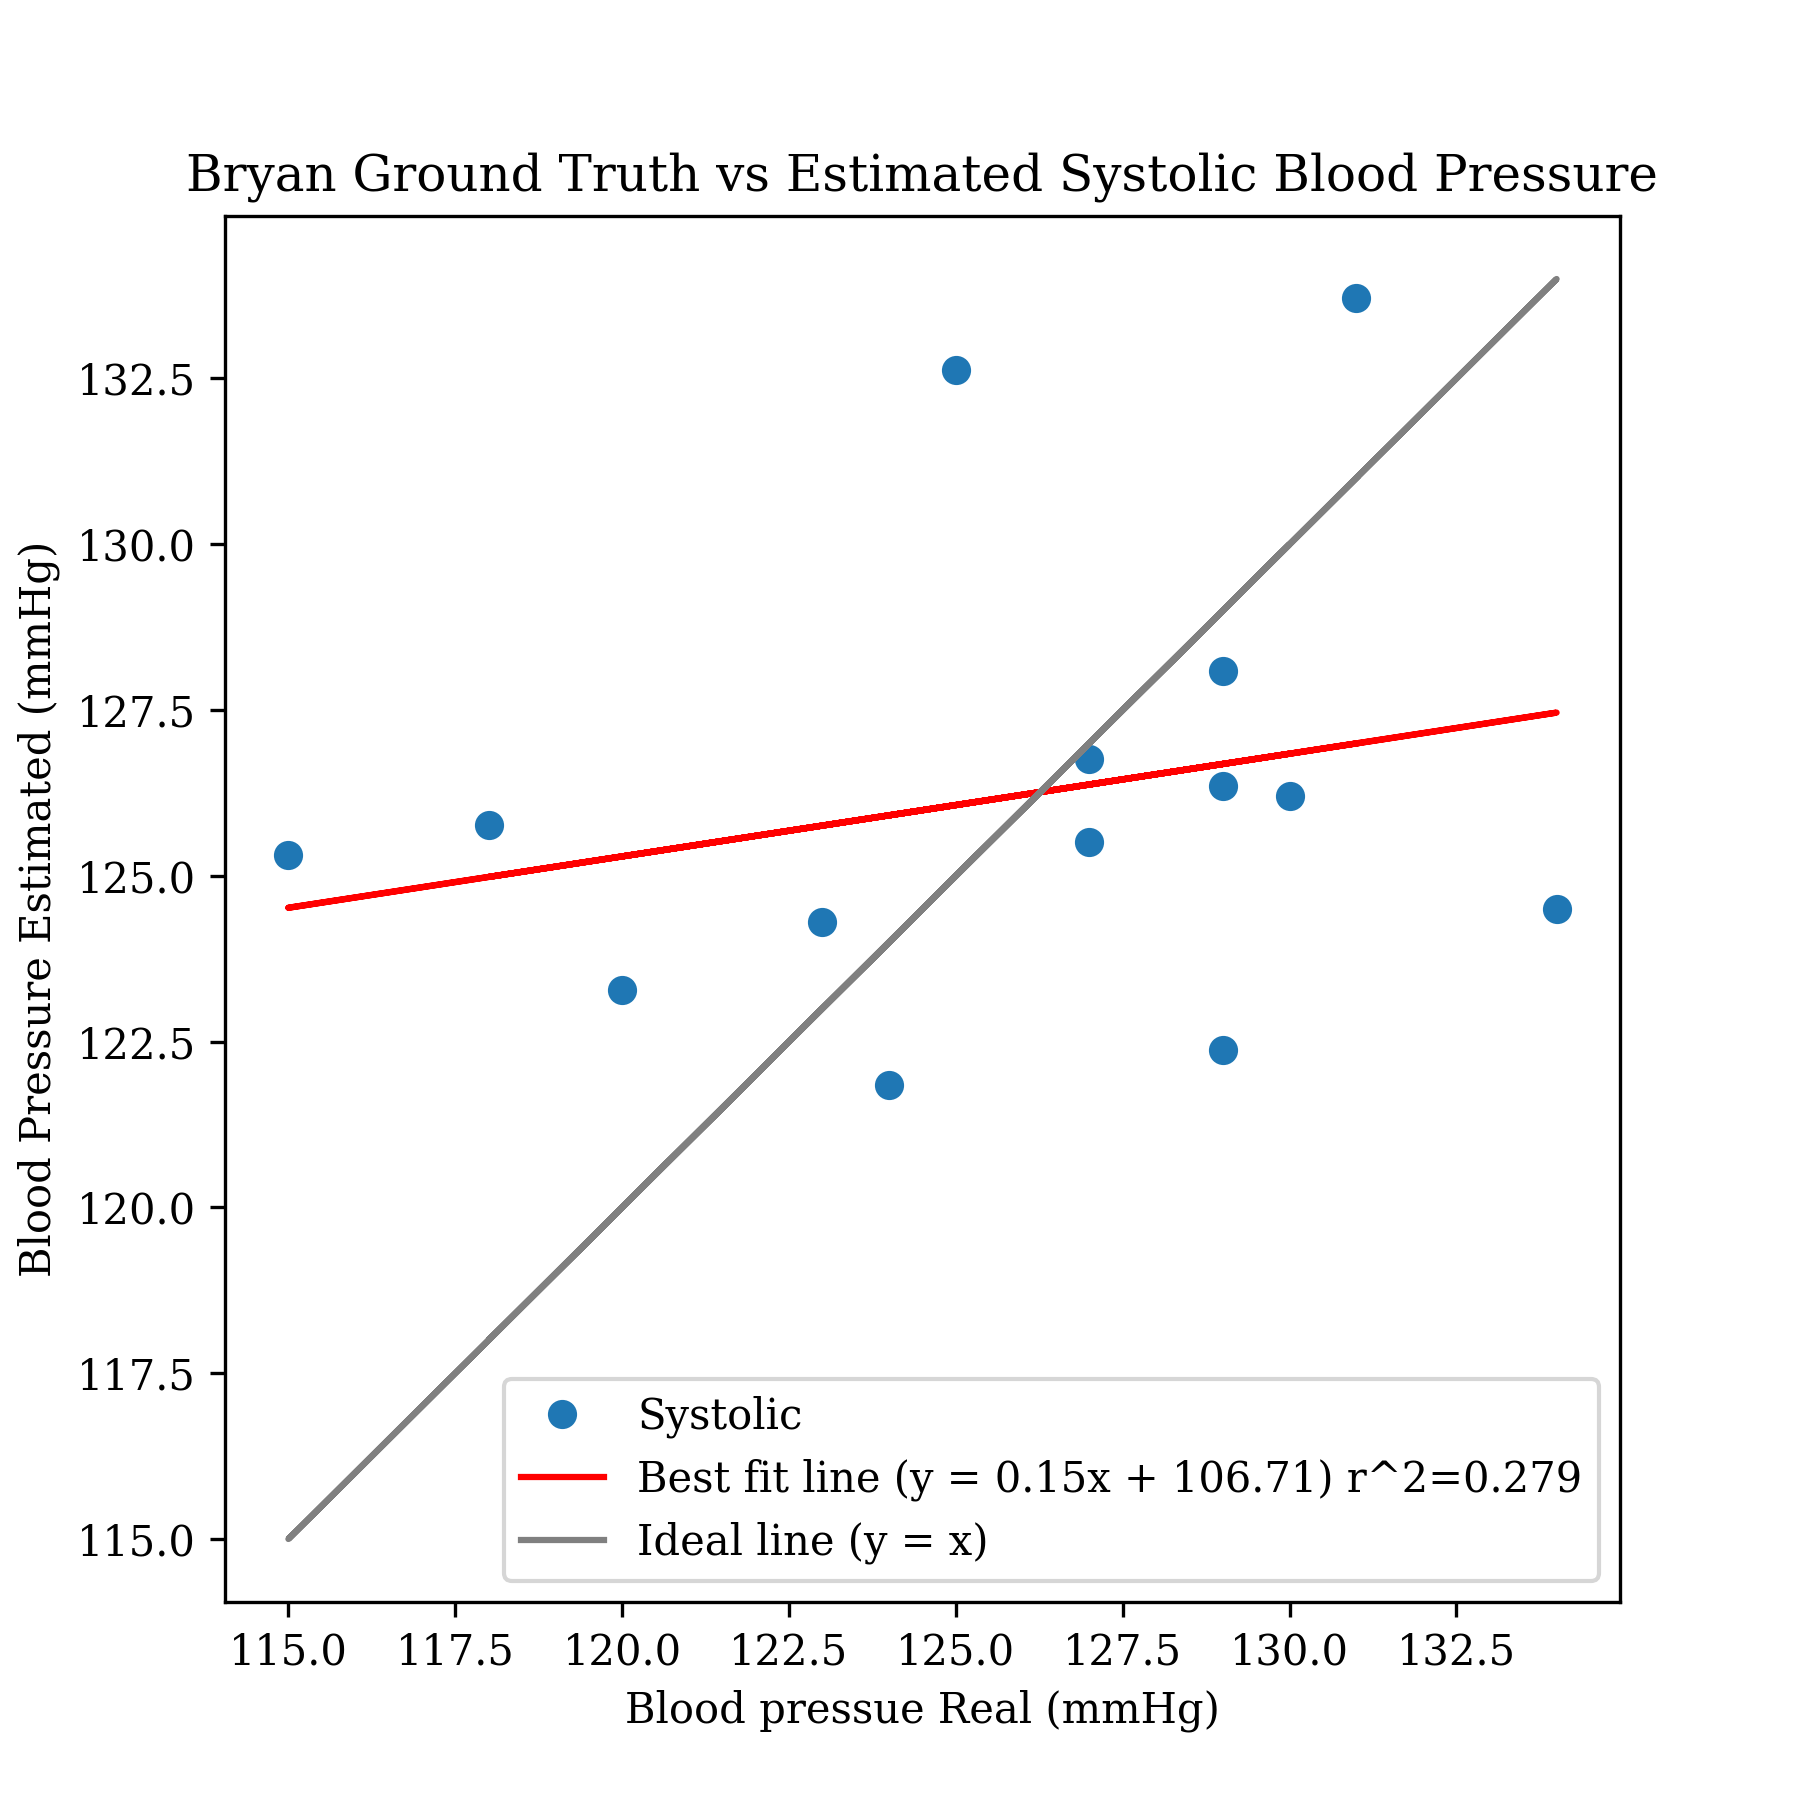 Bryan Ground Truth vs Estimated Systolic Blood Pressure
Blood Pressure Estimated (mmHg)
132.5
130.0
127.5
125.0
122.5
120.0
117.5
115.0
Systolic
Best fit line (y = 0.15x + 106.71) r^2=0.279
Ideal line (y = x)
115.0 117.5 120.0 122.5 125.0 127.5 130.0 132.5
Blood pressue Real (mmHg)